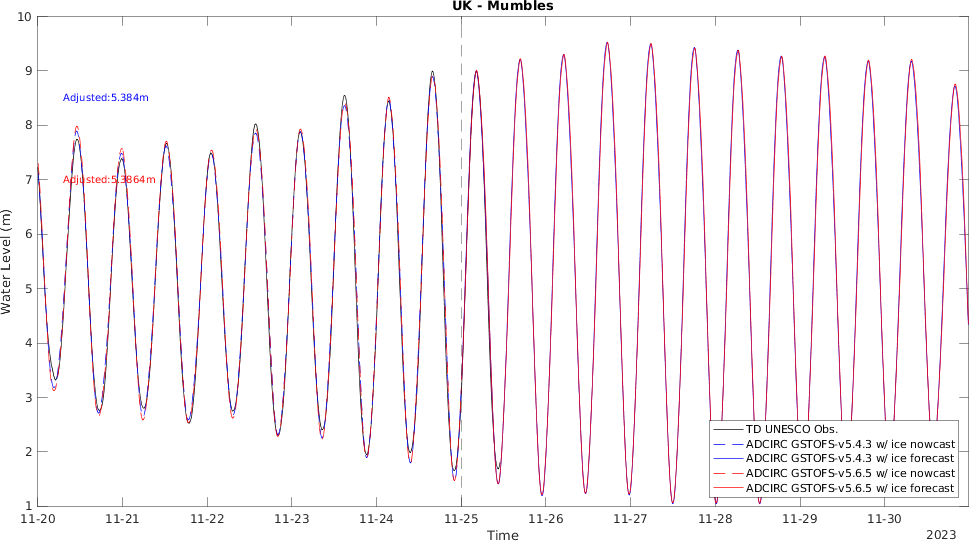 UK - Mumbles
10
9
8
7
6
5
4
3
2
1
Water Level (m)
Adjusted:5.384m
Adjusted:5.3864m
TD UNESCO Obs.
ADCIRC GSTOFS-v5.4.3 w/ ice nowcast
ADCIRC GSTOFS-v5.4.3 w/ ice forecast
ADCIRC GSTOFS-v5.6.5 w/ ice nowcast
ADCIRC GSTOFS-v5.6.5 w/ ice forecast
11-20 11-21 11-22 11-23 11-24 11-25 11-26 11-27 11-28 11-29 11-30
Time
2023